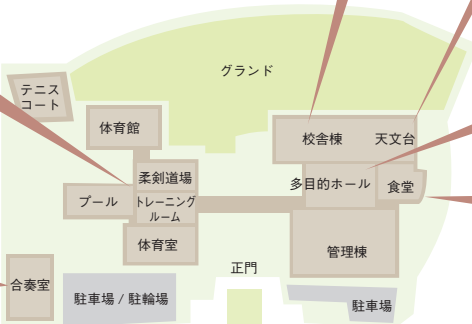 グランド
テニス
コート
体育館
校舎棟
天文台
柔剣道場
多目的ホール
食堂
プール
トレーニング
ルーム
体育室
管理棟
正門
合奏室
駐車場 / 駐輪場
駐車場